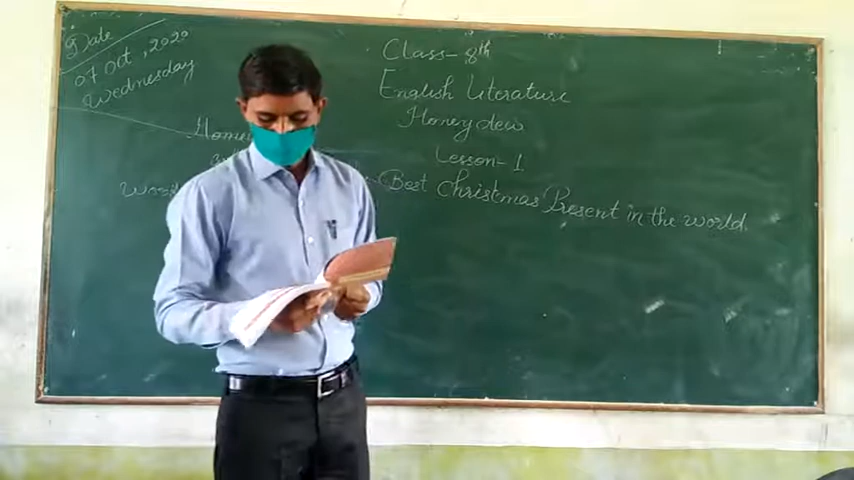 Date
07 Oct, 2020
Wednesday
Class-8th
English Literature
Honeydew
Lesson-1
Best Christmas Present in the world